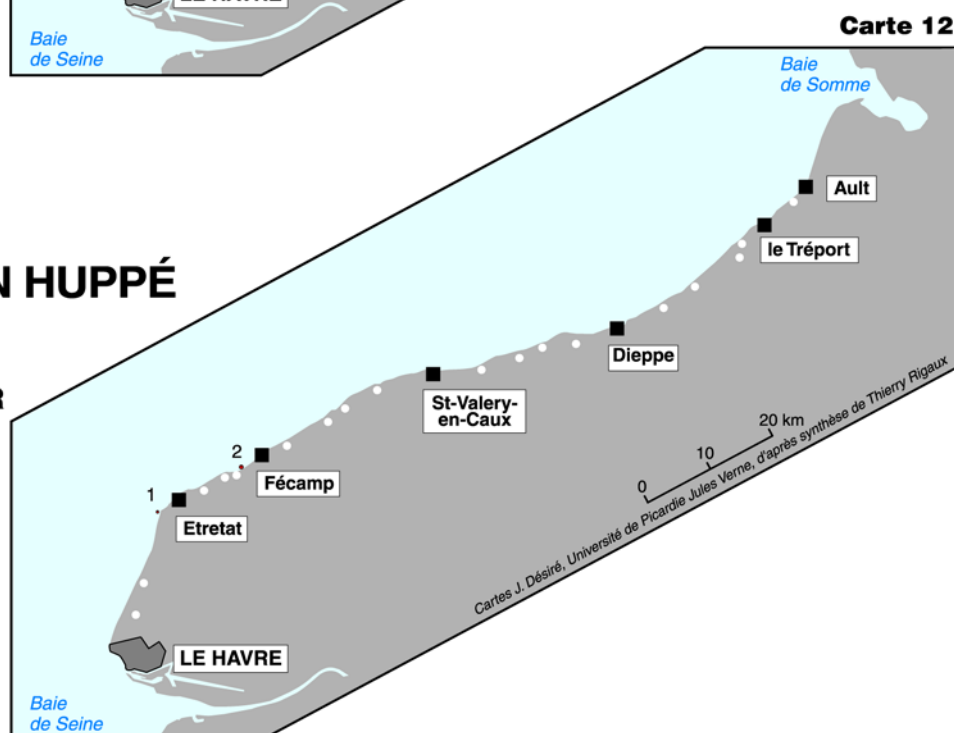 LE HAVRE
Baie
de Seine
Carte 12
Baie
de Somme
Ault
le Tréport
N HUPPÉ
Dieppe
R
St-Valery-
en-Caux
20 km
10
0
2
Fécamp
1
Etretat
Cartes J. Désiré, Université de Picardie Jules Verne, d'après synthèse de Thierry Rigaux
LE HAVRE
Baie
de Seine